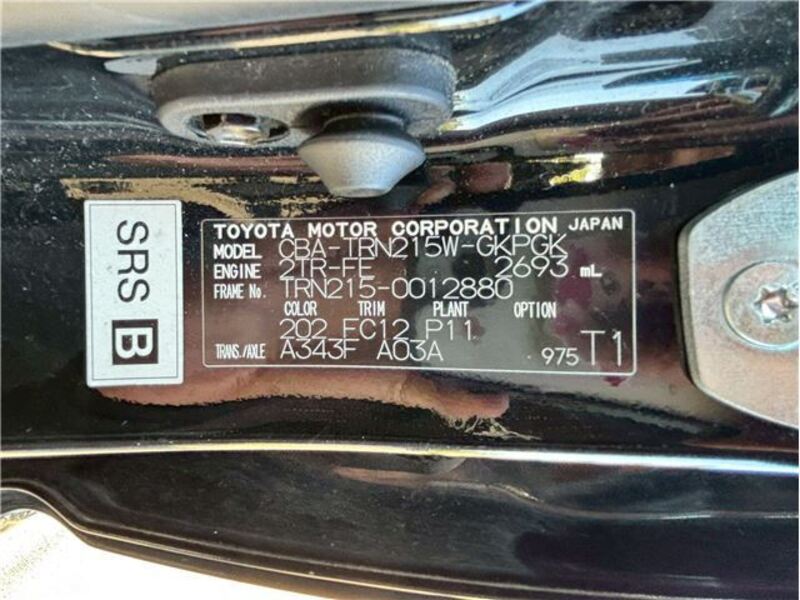 SRS B
TOYOTA MOTOR CORPORATION JAPAN
MODEL CBA-TRN215W-GKPGK
ENGINE 2TR-FE 2693 mL
FRAME No. TRN215-0012880
COLOR TRIM PLANT OPTION
202 FC12 P11
TRANS./AXLE A343F A03A 975 T1